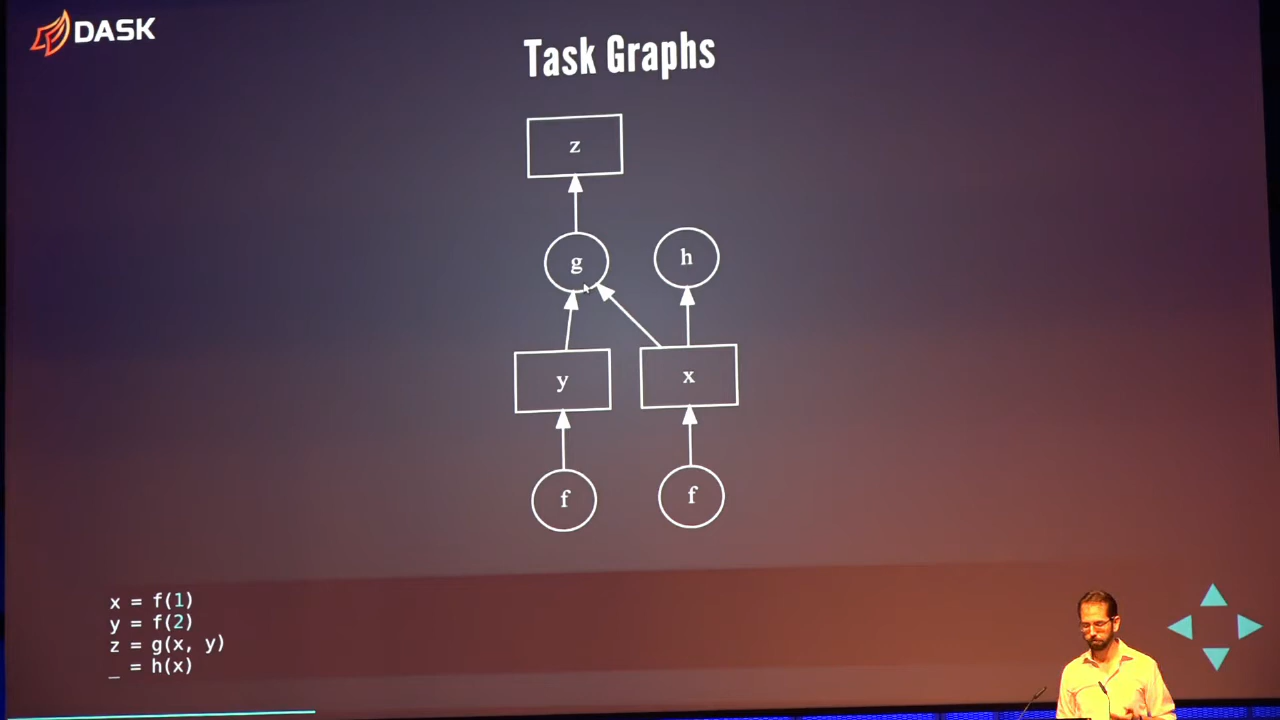 DASK
Task Graphs
z
g
h
y
x
f
f
x = f(1)
y = f(2)
z = g(x, y)
_ = h(x)